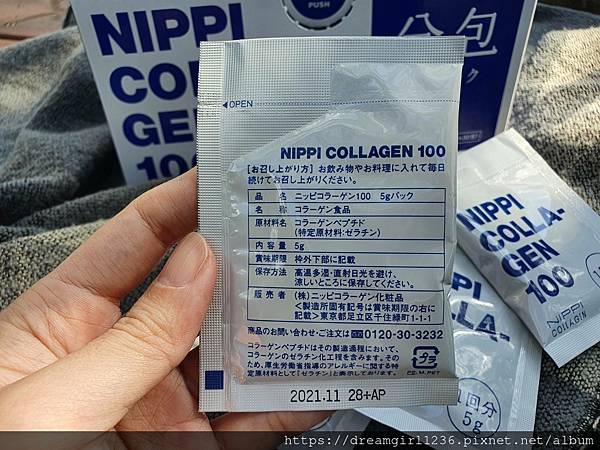 NIPPI
COLLA-
GEN
100
PUSH
分包
OPEN
NIPPI COLLAGEN 100
[お召し上がり方] お飲み物やお料理に入れて毎日
続けてお召し上がりください。
品 名 ニッピコラーゲン100 5gパック
名 称 コラーゲン食品
原材料名 コラーゲンペプチド
(特定原材料:ゼラチン)
内容量 5g
賞味期限 枠外下部に記載
保存方法 高温多湿・直射日光を避け、
涼しいところに保存してください。
販売者 (株)ニッピコラーゲン化粧品
<製造所固有記号は賞味期限の右に
記載>東京都足立区千住緑町1-1-1
商品のお問い合わせ・ご注文は 0120-30-3232
コラーゲンペプチドはその製造過程において、
コラーゲンのゼラチン化工程を含みます。そ
のため、厚生労働省指導のアレルギーに関する特
定原材料として「ゼラチン」と表示しております。
プラ
2021.11 28+AP
NIPPI
COLLA-
GEN
100
NIPPI
COLLAGEN
1回分
5g
https://dreamgirl1236.pixnet.net/album